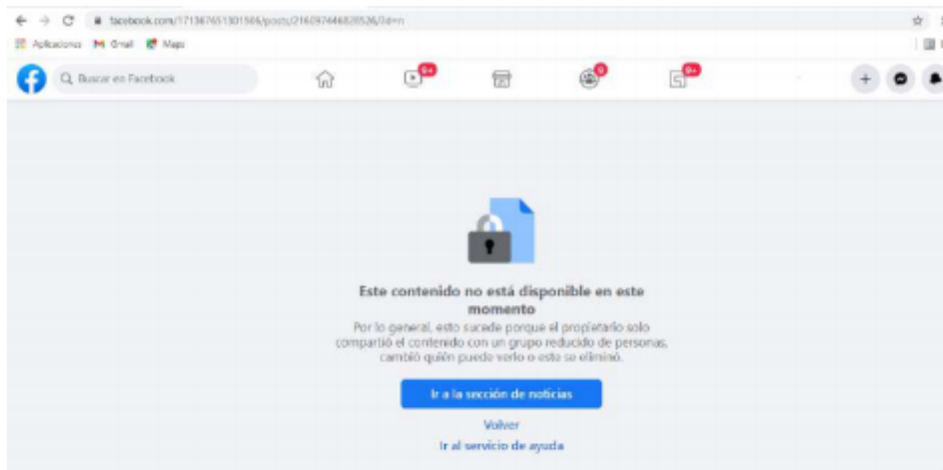 Aplicaciones Gmail Maps
Buscar en Facebook
9+ 9 9+
Este contenido no está disponible en este
momento
Por lo general, esto sucede porque el propietario solo
compartió el contenido con un grupo reducido de personas,
cambió quién puede verlo o este se eliminó.
Ir a la sección de noticias
Volver
Ir al servicio de ayuda